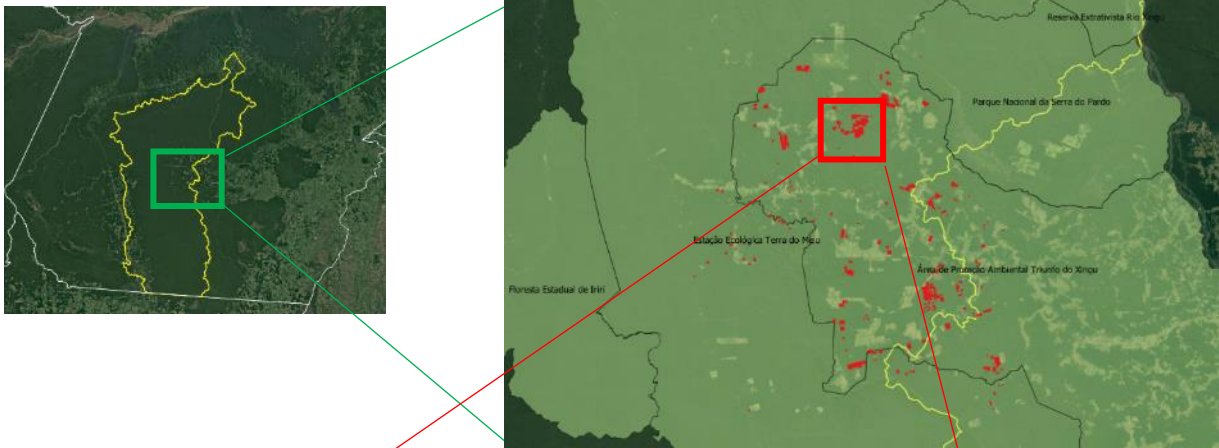 Reserva Extrativista Rio Xingu
Parque Nacional da Serra do Pardo
Estação Ecológica Terra do Meio
Área de Proteção Ambiental Triunfo do Xingu
Floresta Estadual de Iriri